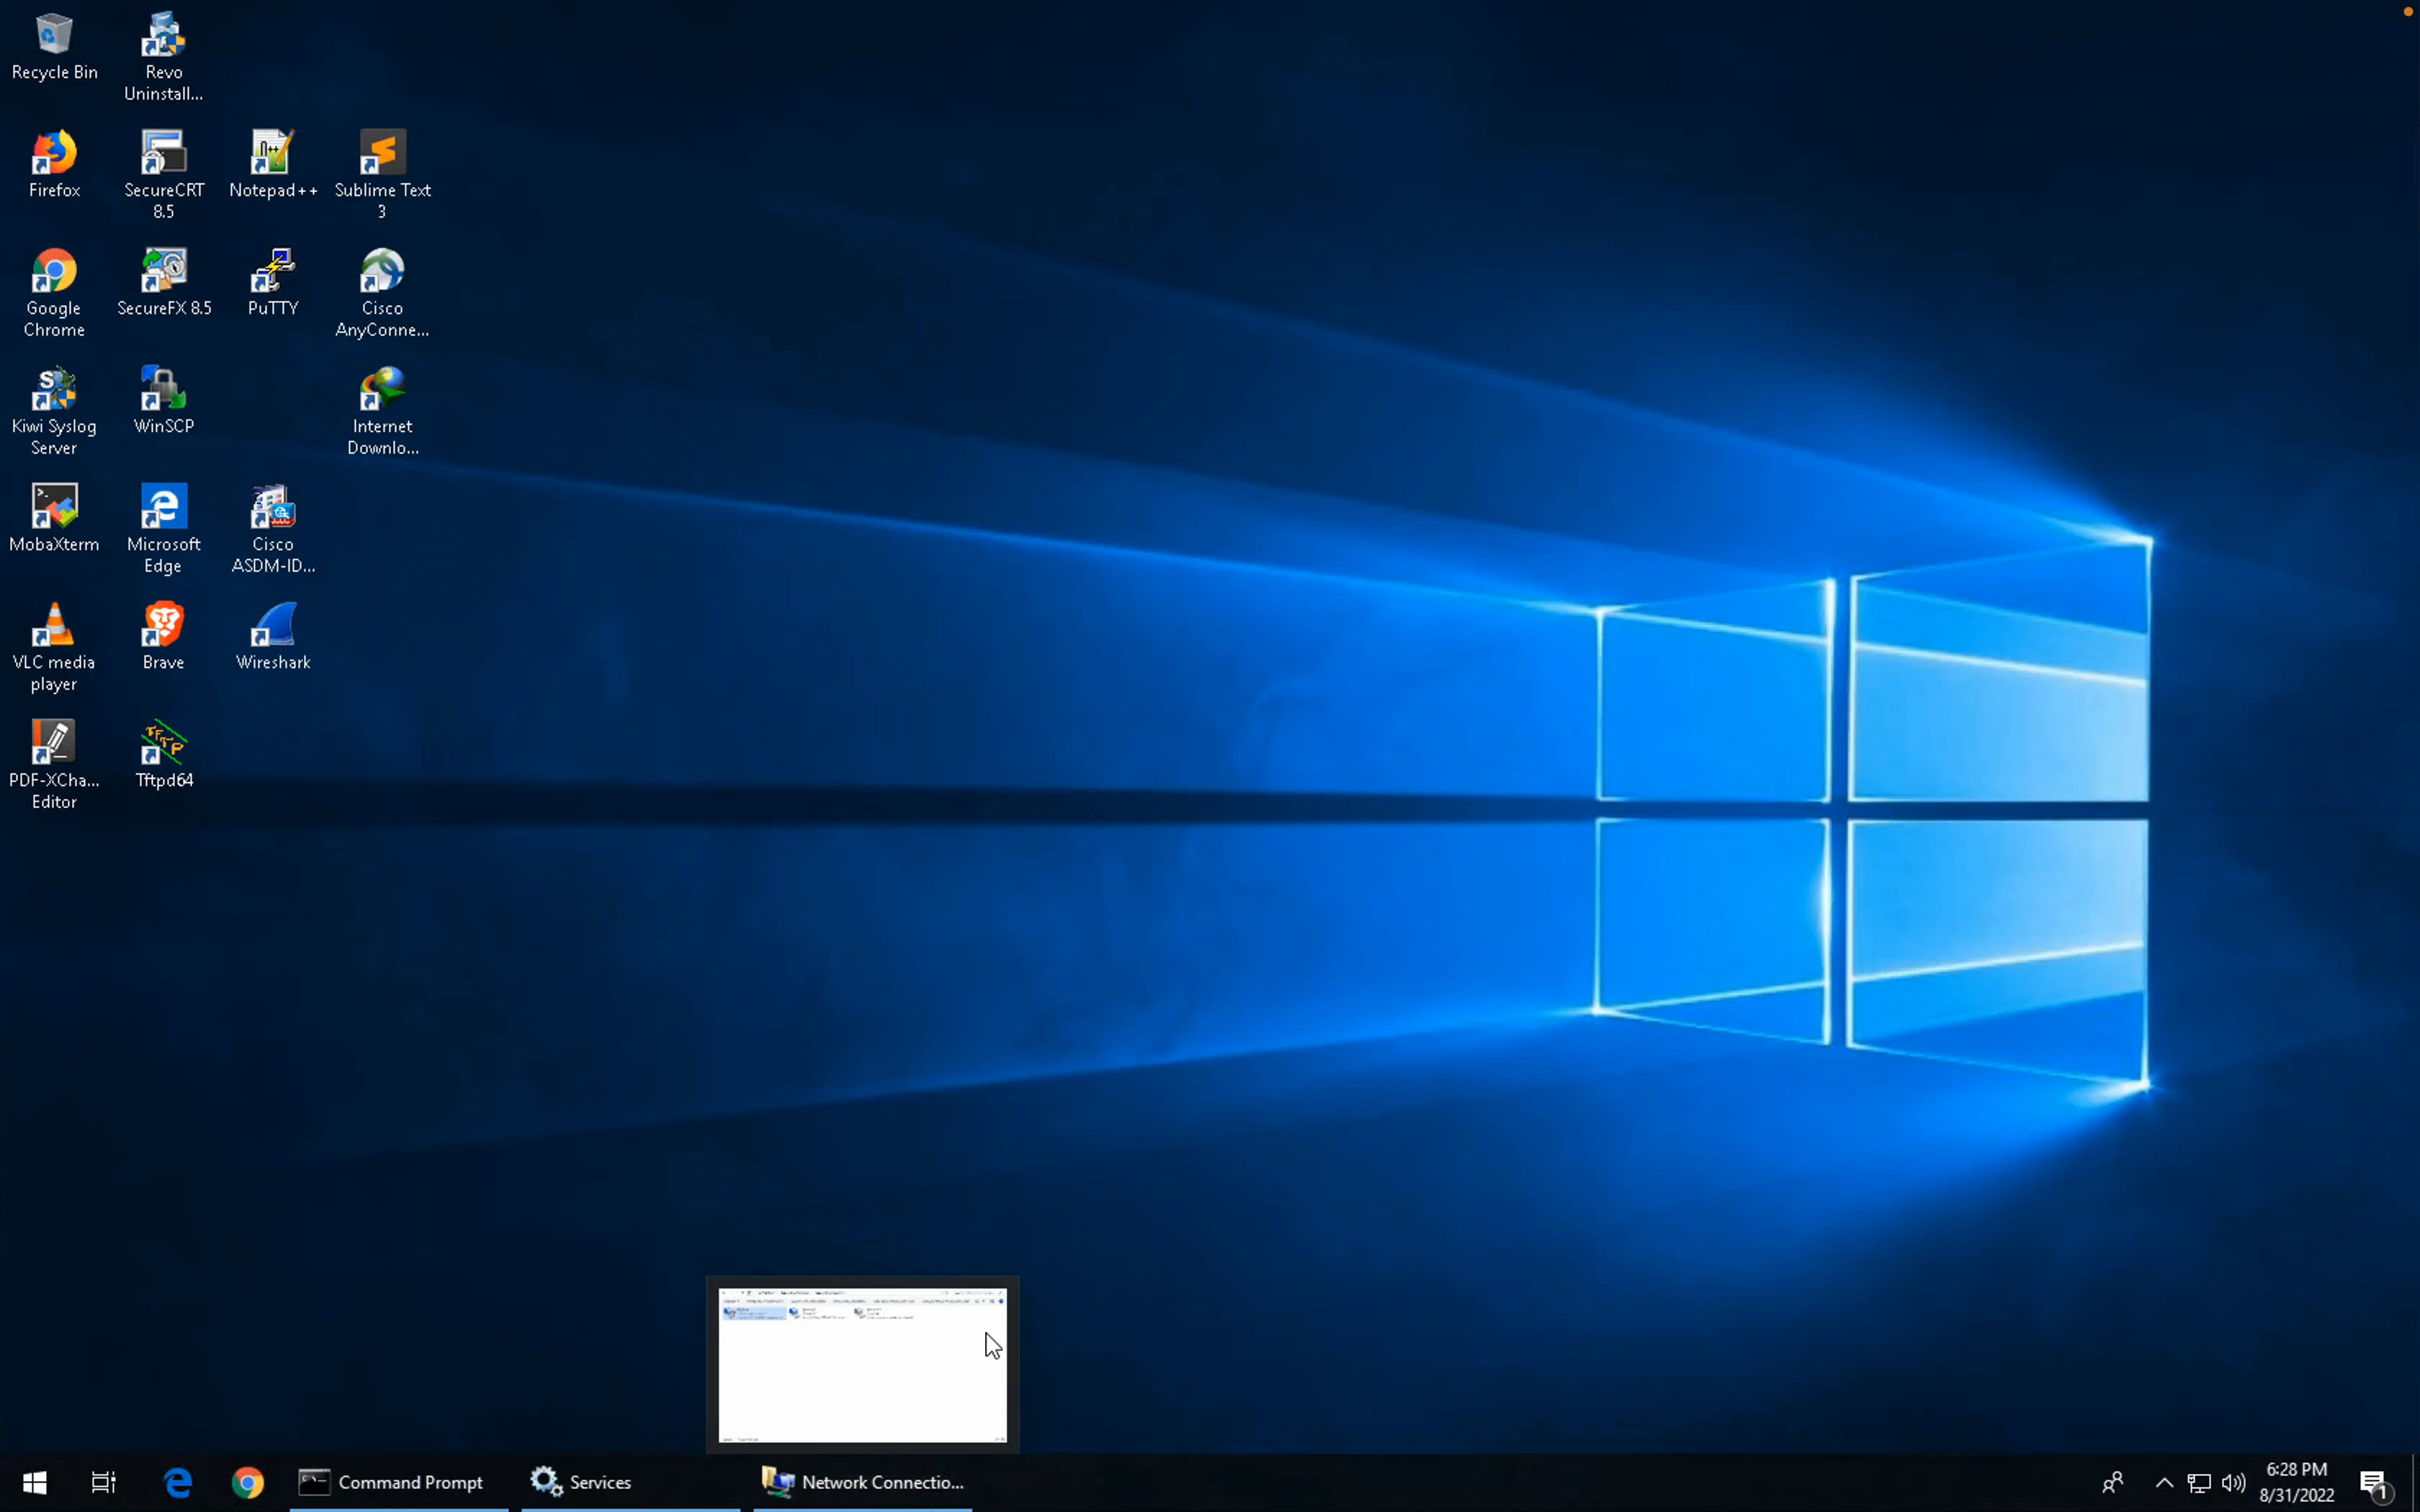 Recycle Bin
Revo
Uninstall...
Firefox
SecureCRT
8.5
Notepad++
Sublime Text
3
Google
Chrome
SecureFX 8.5
PuTTY
Cisco
AnyConne...
Kiwi Syslog
Server
WinSCP
Internet
Downlo...
MobaXterm
Microsoft
Edge
Cisco
ASDM-ID...
VLC media
player
Brave
Wireshark
PDF-XCha...
Editor
Tftpd64
Command Prompt
Services
Network Connectio...
6:28 PM
8/31/2022
1